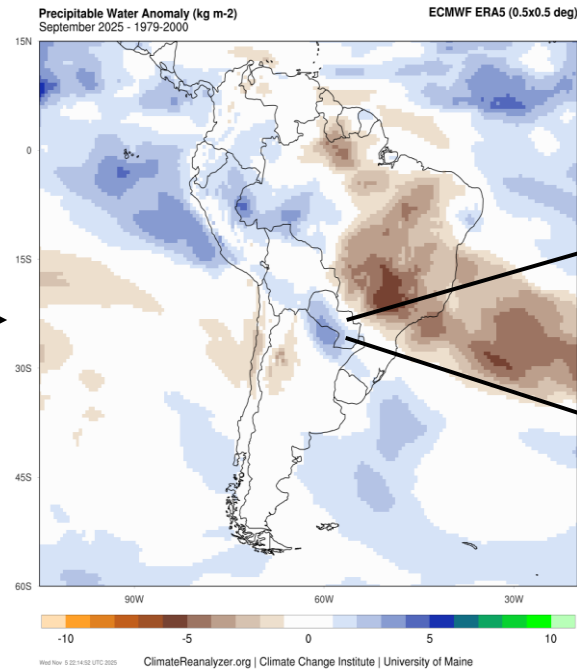 Precipitable Water Anomaly (kg m-2)
ECMWF ERA5 (0.5x0.5 deg)
September 2025 - 1979-2000
15N
0
15S
30S
45S
60S
90W
60W
30W
-10
-5
0
5
10
Wed Nov 5 22:14:52 UTC 2025
ClimateReanalyzer.org | Climate Change Institute | University of Maine